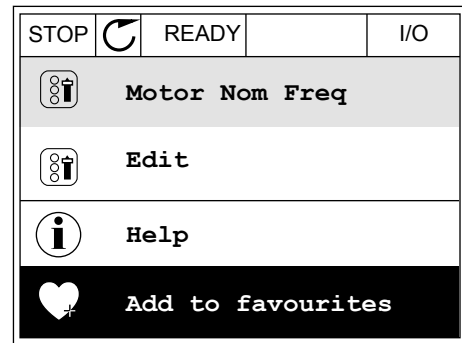 STOP READY I/O
Motor Nom Freq
Edit
Help
Add to favourites